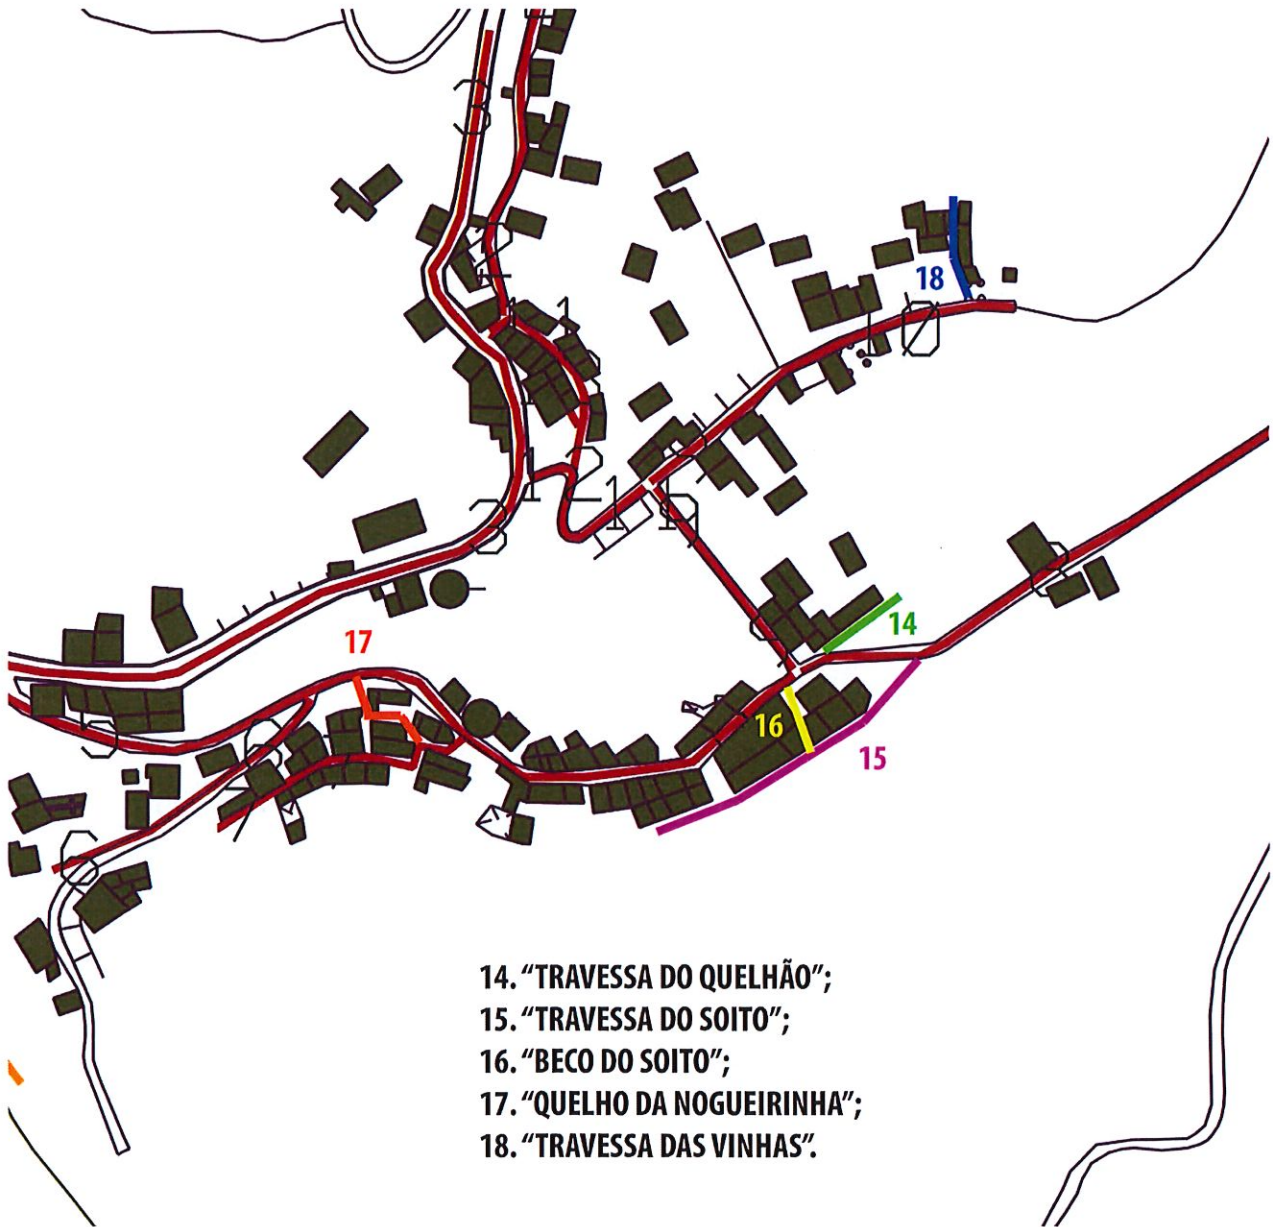 18
17
14
16
15
14. “TRAVESSA DO QUELHÃO”;
15. “TRAVESSA DO SOITO”;
16. “BECO DO SOITO”;
17. “QUELHO DA NOGUEIRINHA”;
18. “TRAVESSA DAS VINHAS”.